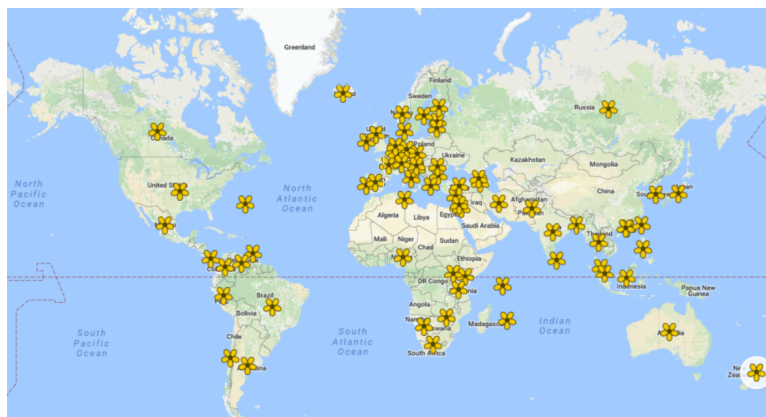 Greenland
Finland
Sweden
Russia
Canada
Poland
Ukraine
Kazakhstan
Mongolia
United States
North
Pacific
Ocean
North
Atlantic
Ocean
China
Afghanistan
Iraq
Algeria
Libya
Egypt
Saudi Arabia
Thailand
Mali
Niger
Chad
Sudan
Ethiopia
DR Congo
Indonesia
Papua New
Guinea
Brazil
Bolivia
Angola
Madagascar
Chile
South
Pacific
Ocean
South
Atlantic
Ocean
Indian
Ocean
South Africa
New